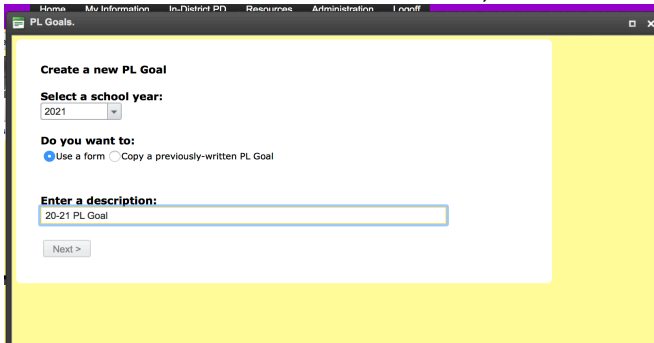 Home My Information In-District PD Resources Administration Logoff
PL Goals.
Create a new PL Goal
Select a school year:
2021
Do you want to:
Use a form Copy a previously-written PL Goal
Enter a description:
20-21 PL Goal
Next >